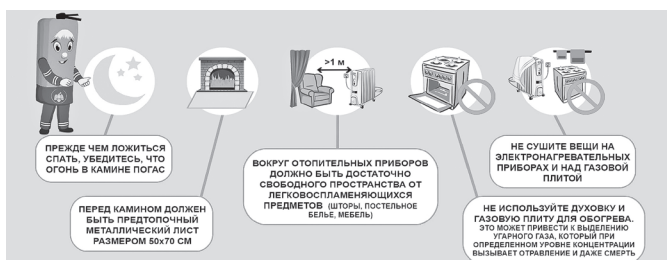 >1 м
ПРЕЖДЕ ЧЕМ ЛОЖИТЬСЯ
СПАТЬ, УБЕДИТЕСЬ, ЧТО
ОГОНЬ В КАМИНЕ ПОГАС
ПЕРЕД КАМИНОМ ДОЛЖЕН
БЫТЬ ПРЕДТОПОЧНЫЙ
МЕТАЛЛИЧЕСКИЙ ЛИСТ
РАЗМЕРОМ 50х70 СМ
ВОКРУГ ОТОПИТЕЛЬНЫХ ПРИБОРОВ
ДОЛЖНО БЫТЬ ДОСТАТОЧНО
СВОБОДНОГО ПРОСТРАНСТВА ОТ
ЛЕГКОВОСПЛАМЕНЯЮЩИХСЯ
ПРЕДМЕТОВ (ШТОРЫ, ПОСТЕЛЬНОЕ
БЕЛЬЕ, МЕБЕЛЬ)
НЕ СУШИТЕ ВЕЩИ НА
ЭЛЕКТРОНАГРЕВАТЕЛЬНЫХ
ПРИБОРАХ И НАД ГАЗОВОЙ
ПЛИТОЙ
НЕ ИСПОЛЬЗУЙТЕ ДУХОВКУ И
ГАЗОВУЮ ПЛИТУ ДЛЯ ОБОГРЕВА.
ЭТО МОЖЕТ ПРИВЕСТИ К ВЫДЕЛЕНИЮ
УГАРНОГО ГАЗА, КОТОРЫЙ ПРИ
ОПРЕДЕЛЕННОМ УРОВНЕ КОНЦЕНТРАЦИИ
ВЫЗЫВАЕТ ОТРАВЛЕНИЕ И ДАЖЕ СМЕРТЬ